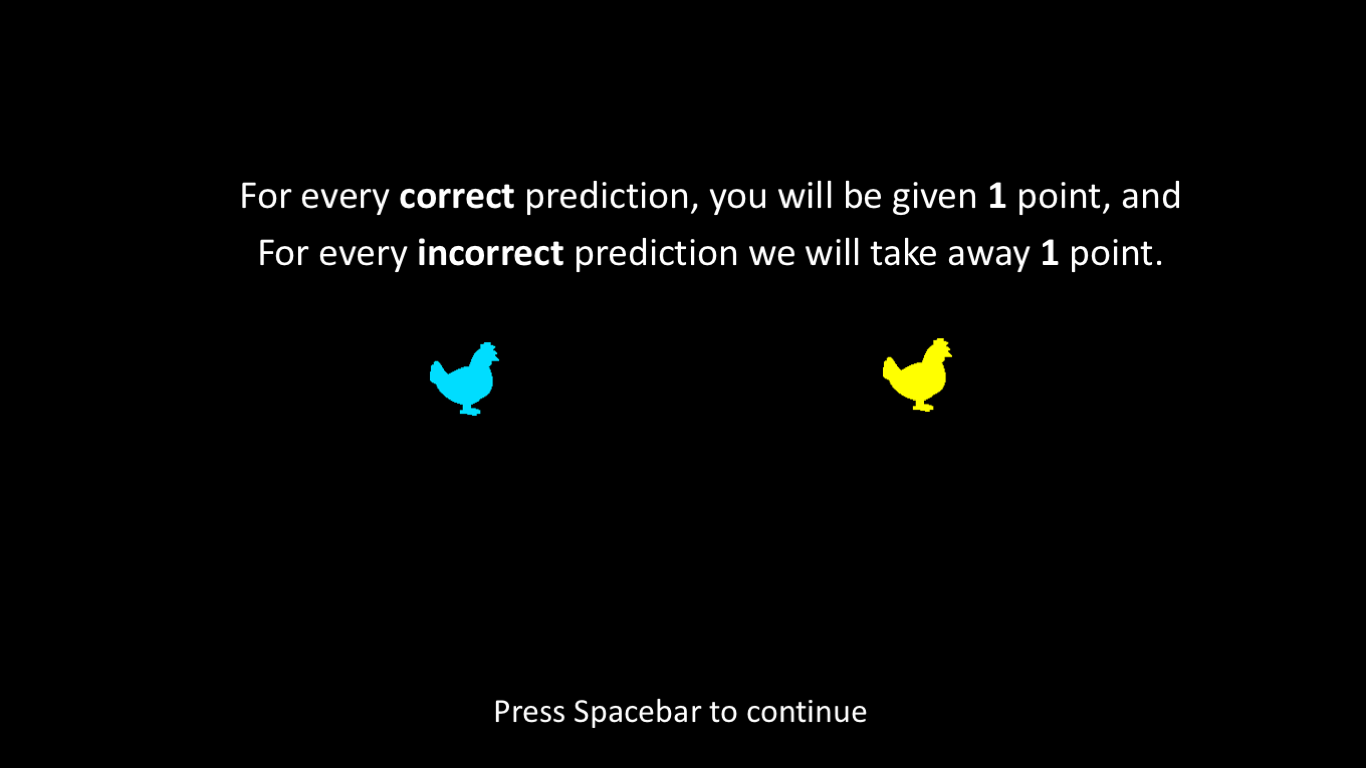 For every correct prediction, you will be given 1 point, and
For every incorrect prediction we will take away 1 point.
Press Spacebar to continue